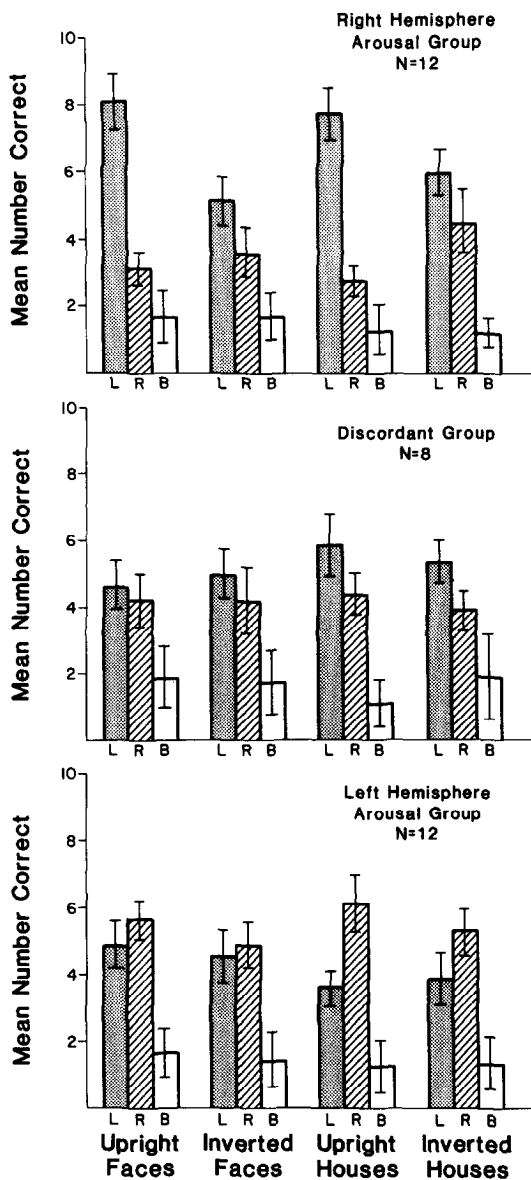 Right Hemisphere
Arousal Group
N=12
Mean Number Correct
10
8
6
4
2
L R B L R B L R B L R B
Discordant Group
N=8
Mean Number Correct
10
8
6
4
2
L R B L R B L R B L R B
Left Hemisphere
Arousal Group
N=12
Mean Number Correct
10
8
6
4
2
L R B L R B L R B L R B
Upright Inverted Upright Inverted
Faces Faces Houses Houses